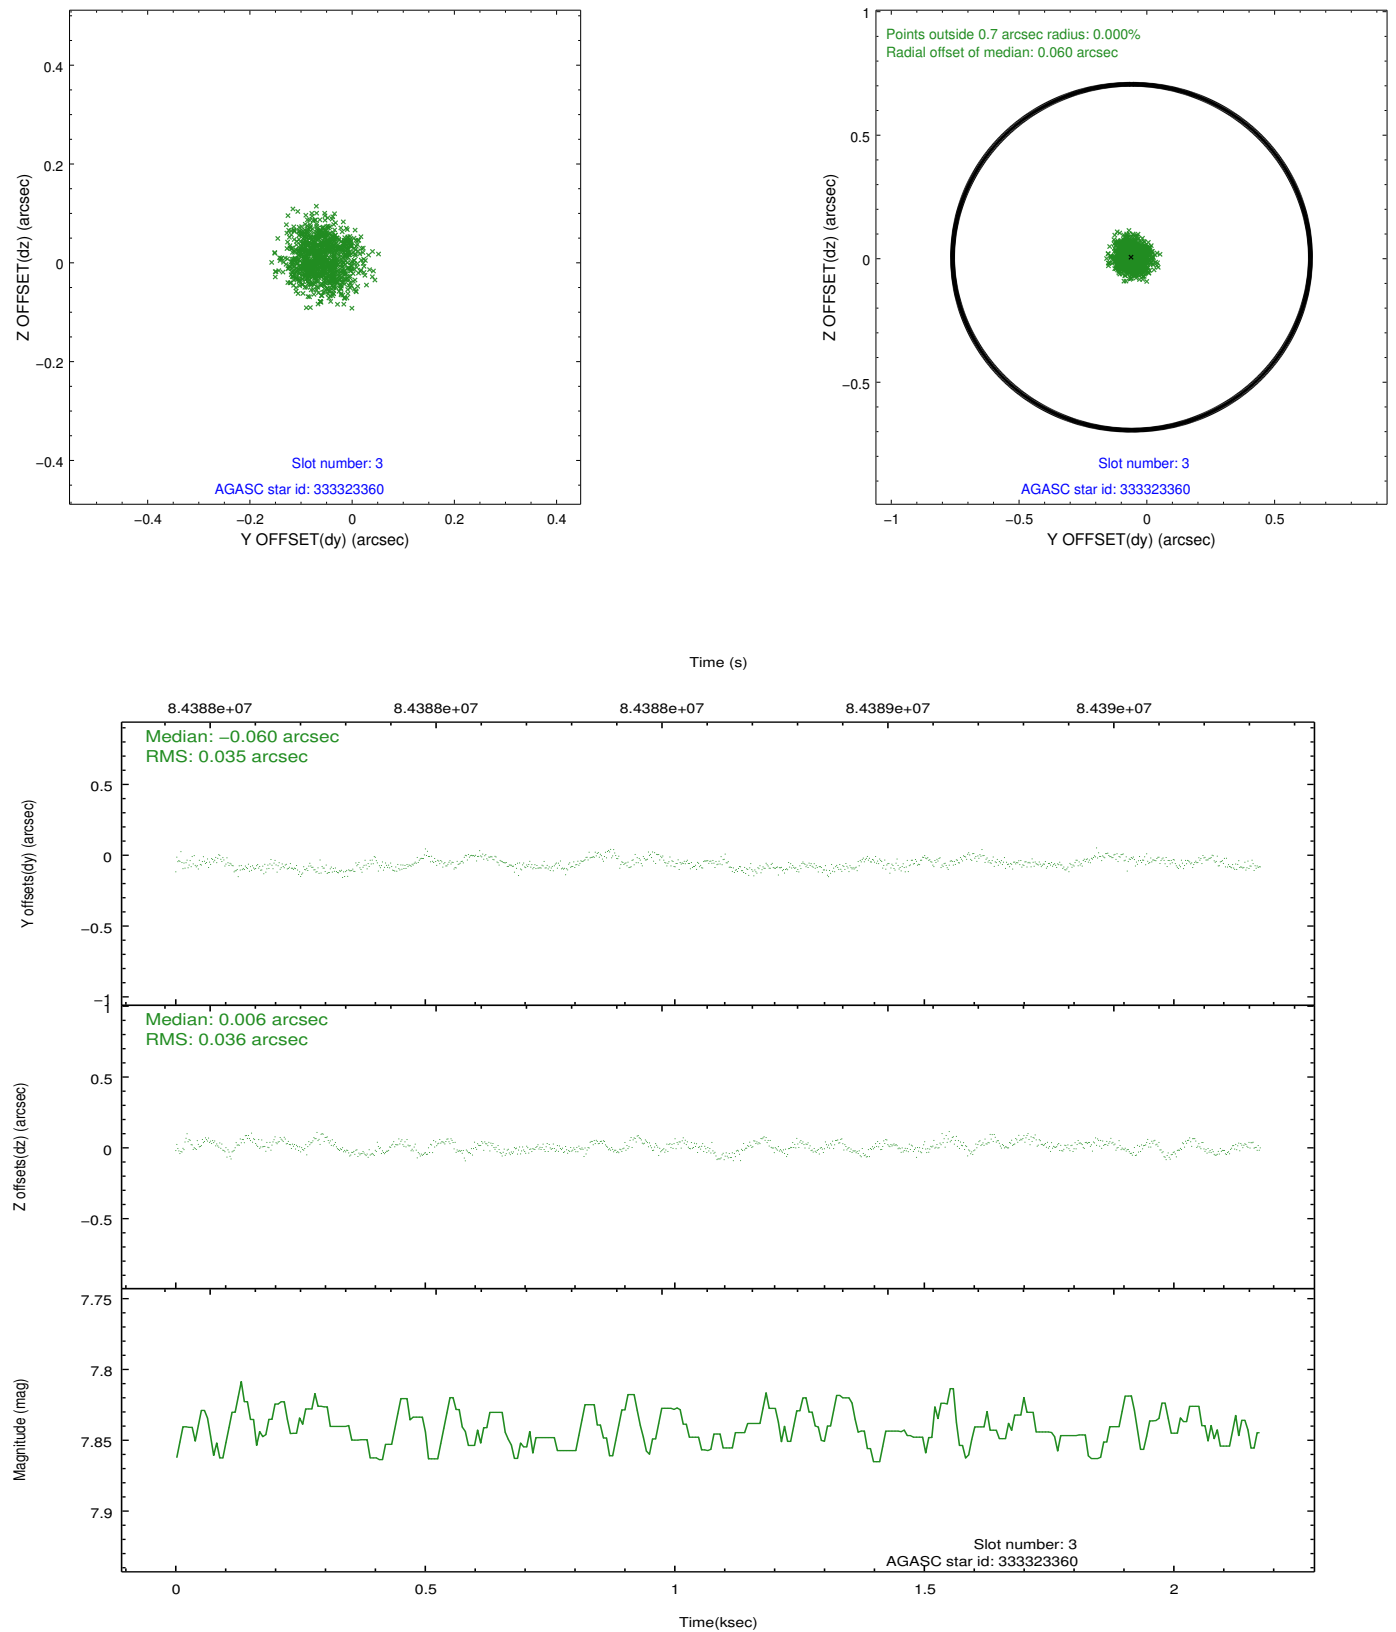 0.4
0.2
0
−0.2
−0.4
Z OFFSET(dz) (arcsec)
Slot number: 3
AGASC star id: 333323360
−0.4 −0.2 0 0.2 0.4
Y OFFSET(dy) (arcsec)
Points outside 0.7 arcsec radius: 0.000%
Radial offset of median: 0.060 arcsec
1
0.5
0
−0.5
Z OFFSET(dz) (arcsec)
Slot number: 3
AGASC star id: 333323360
−1 −0.5 0 0.5
Y OFFSET(dy) (arcsec)
Time (s)
8.4388e+07 8.4388e+07 8.4388e+07 8.4389e+07 8.439e+07
Median: −0.060 arcsec
RMS: 0.035 arcsec
0.5
0
−0.5
−1
Y offsets(dy) (arcsec)
Median: 0.006 arcsec
RMS: 0.036 arcsec
1
0.5
0
−0.5
Z offsets(dz) (arcsec)
7.75
7.8
7.85
7.9
Magnitude (mag)
Slot number: 3
AGASC star id: 333323360
0 0.5 1 1.5 2
Time(ksec)